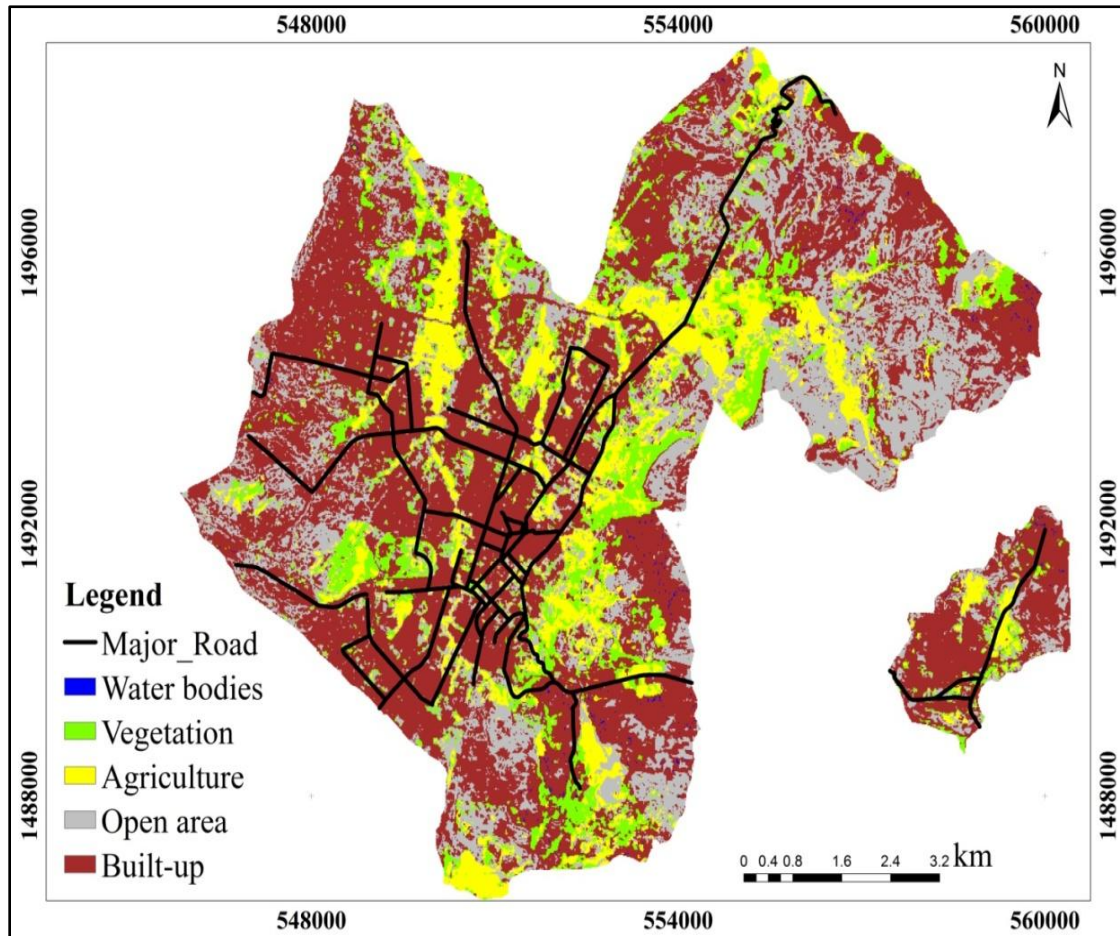 548000 554000 560000
N
1496000 1496000
1492000 1492000
Legend
Major_Road
Water bodies
Vegetation
Agriculture
Open area
Built-up
1488000 1488000
0 0.4 0.8 1.6 2.4 3.2 km
548000 554000 560000